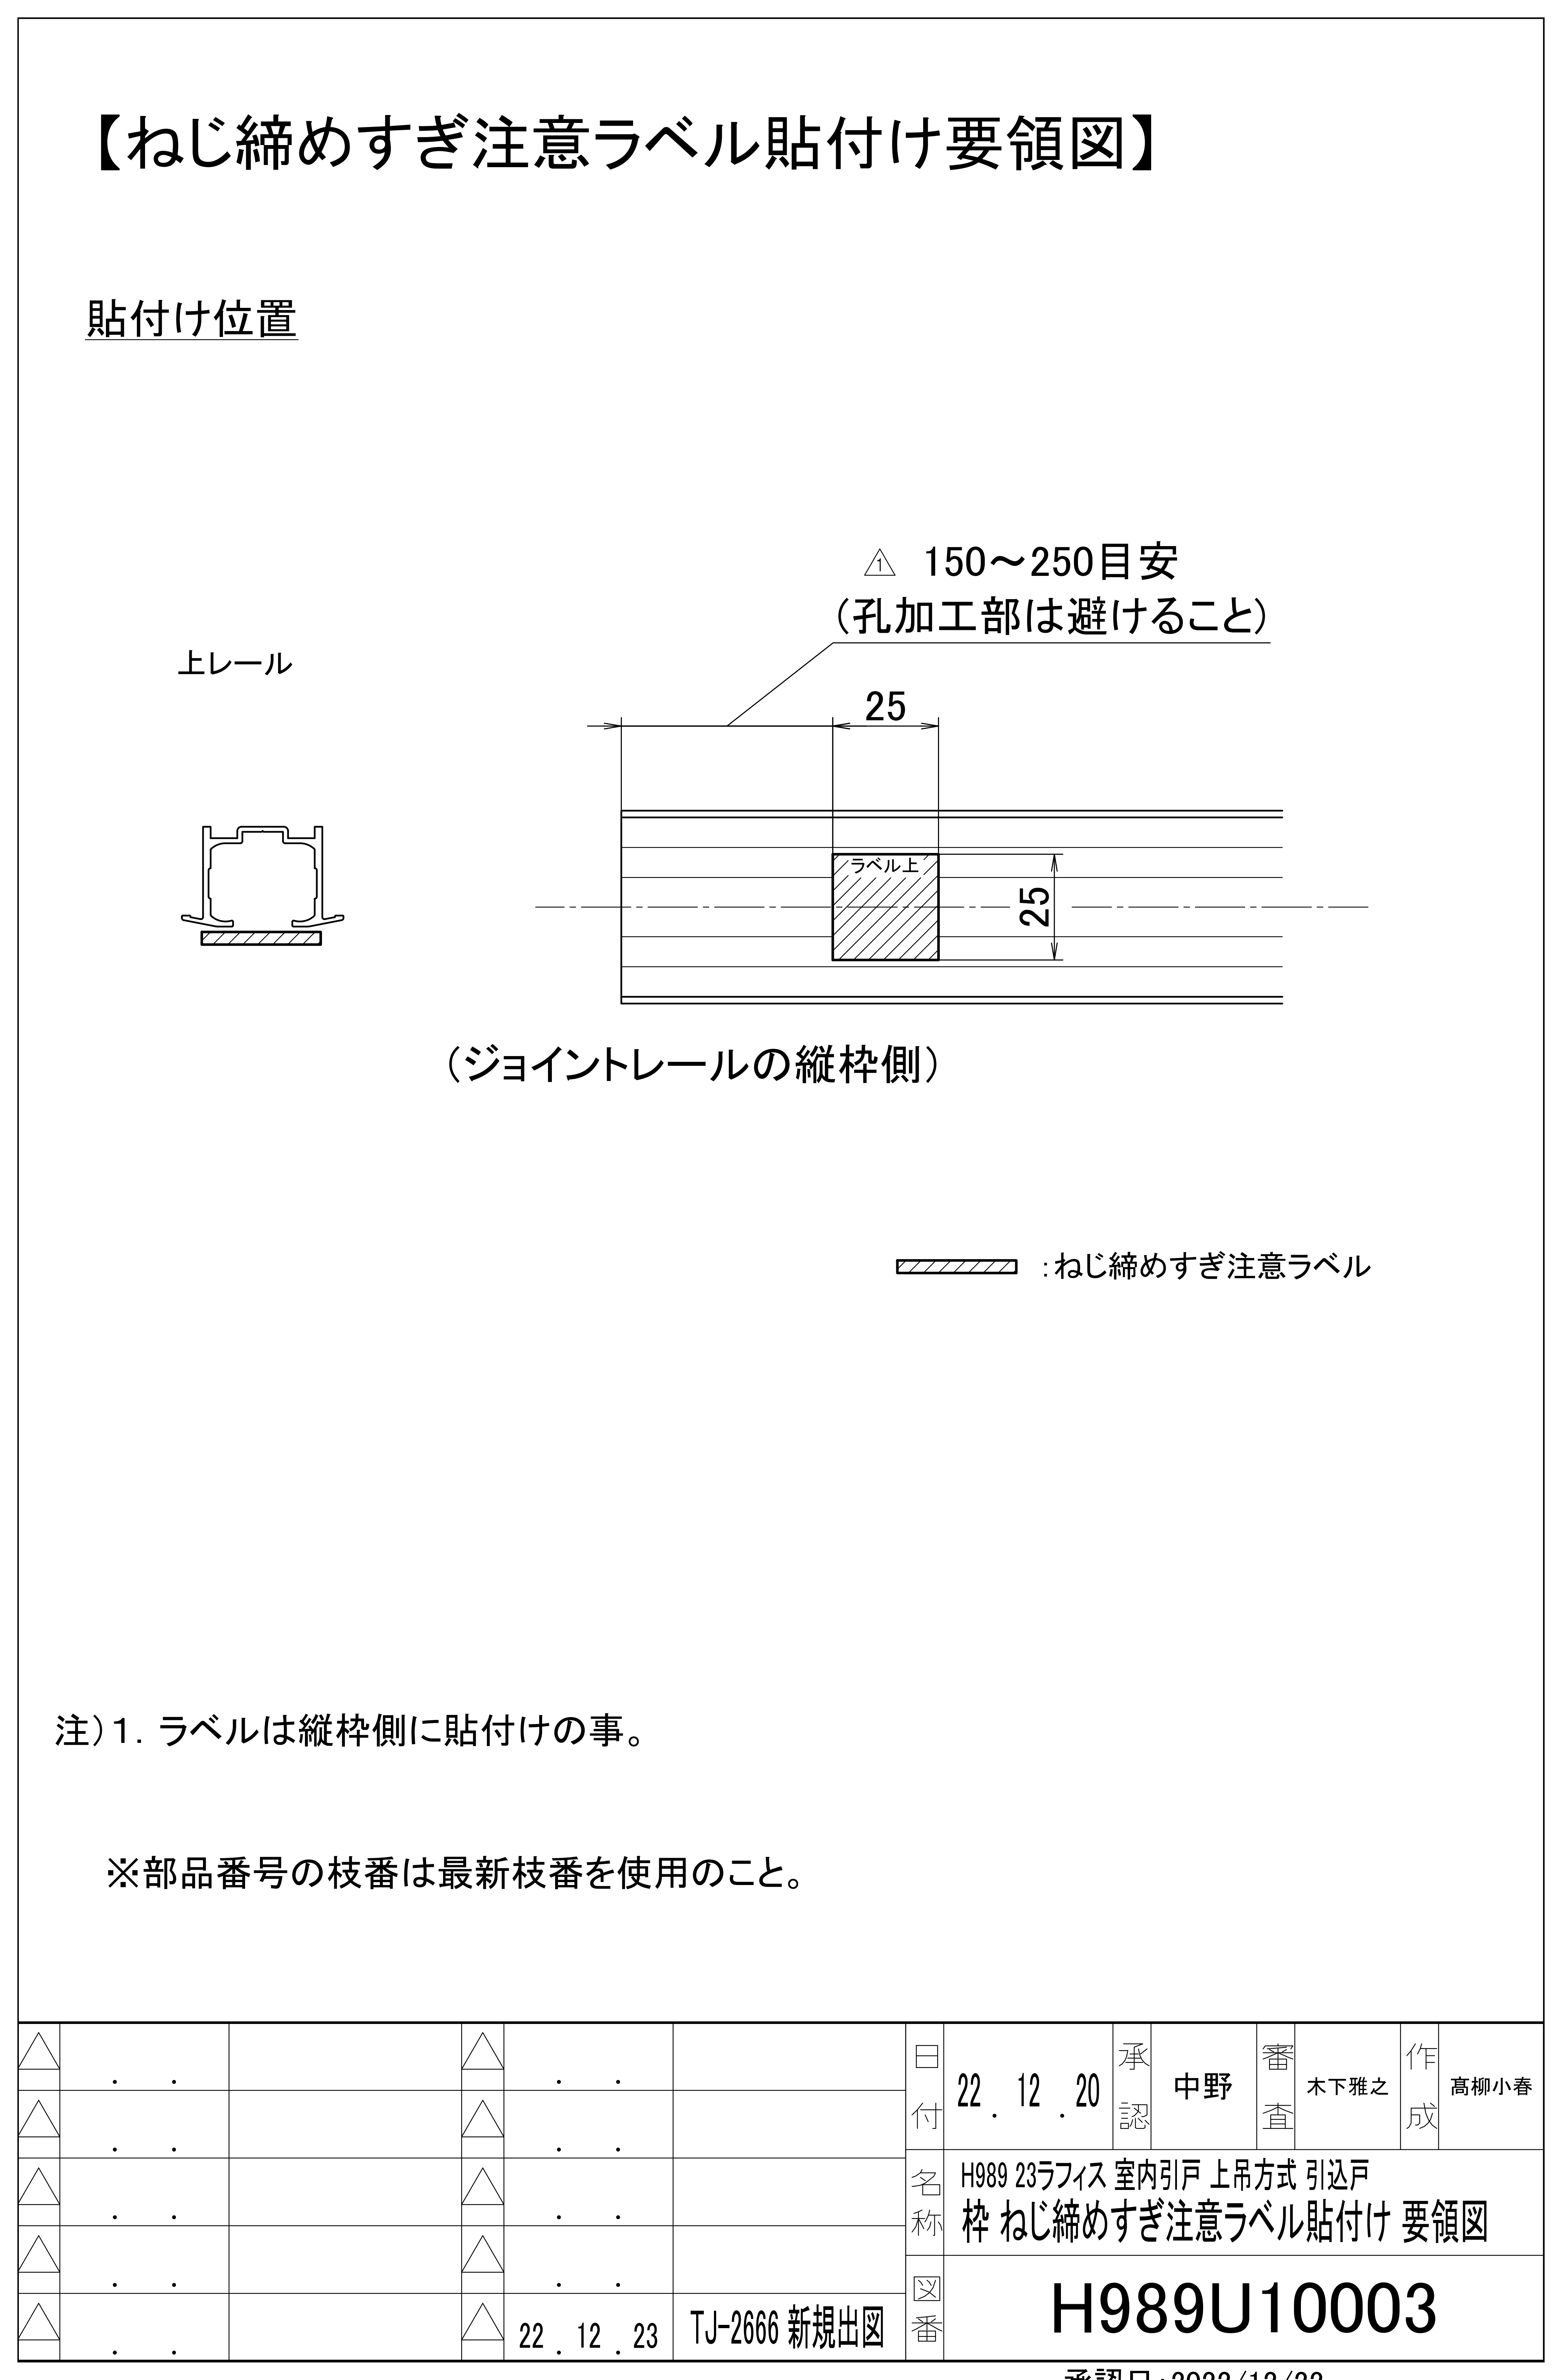 【ねじ締めすぎ注意ラベル貼付け要領図】
貼付け位置
1 150～250目安
(孔加工部は避けること)
上レール
25
ラベル上
25
(ジョイントレールの縦枠側)
:ねじ締めすぎ注意ラベル
注)1. ラベルは縦枠側に貼付けの事。
※部品番号の枝番は最新枝番を使用のこと。
日付 22 . 12 . 20 承認 中野 審査 木下雅之 作成 髙柳小春
名称 H989 23ラフィス 室内引戸 上吊方式 引込戸
枠 ねじ締めすぎ注意ラベル貼付け 要領図
図番 H989U10003
22 . 12 . 23 TJ-2666 新規出図